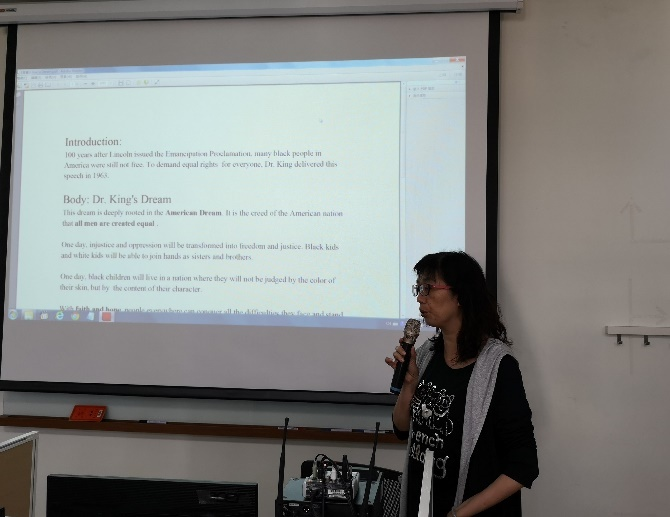 Introduction:
100 years after Lincoln issued the Emancipation Proclamation, many black people in
America were still not free. To demand equal rights for everyone, Dr. King delivered this
speech in 1963.
Body: Dr. King's Dream
This dream is deeply rooted in the American Dream. It is the creed of the American nation
that all men are created equal .
One day, injustice and oppression will be transformed into freedom and justice. Black kids
and white kids will be able to join hands as sisters and brothers.
One day, black children will live in a nation where they will not be judged by the color of
their skin, but by the content of their character.
With faith and hope, people everywhere can conquer all the difficulties they face and stand
French